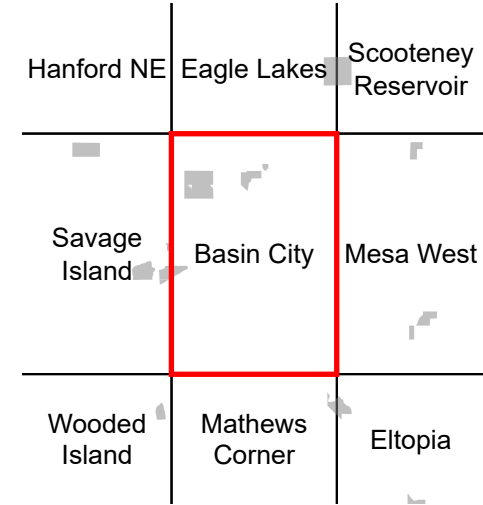 Hanford NE
Eagle Lakes
Scooteney
Reservoir
Savage
Island
Basin City
Mesa West
Wooded
Island
Mathews
Corner
Eltopia